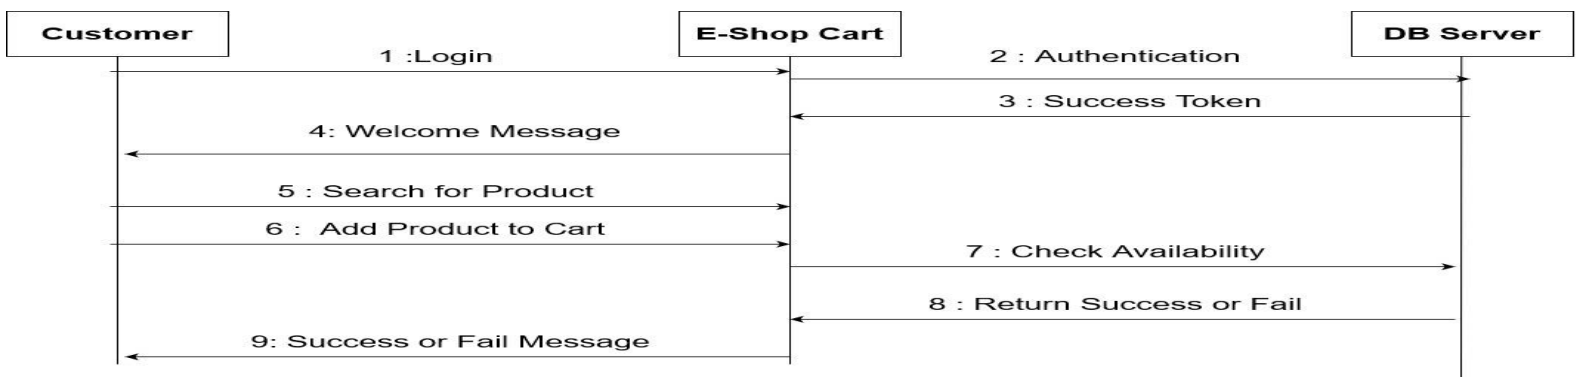 Customer
E-Shop Cart
DB Server
1 :Login
2 : Authentication
3 : Success Token
4: Welcome Message
5 : Search for Product
6 : Add Product to Cart
7 : Check Availability
8 : Return Success or Fail
9: Success or Fail Message